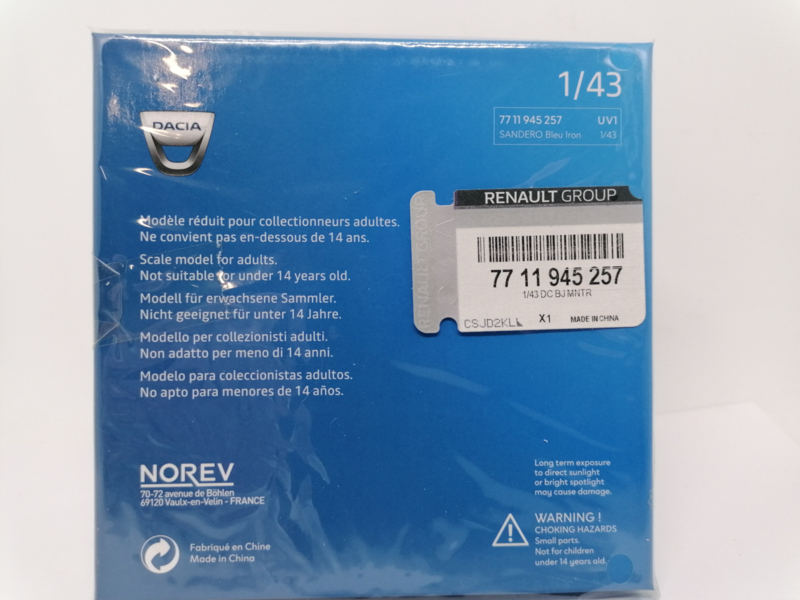 1/43
77 11 945 257 UV1
SANDERO Bleu Iron 1/43
DACIA
Modèle réduit pour collectionneurs adultes.
Ne convient pas en-dessous de 14 ans.
Scale model for adults.
Not suitable for under 14 years old.
Modell für erwachsene Sammler.
Nicht geeignet für unter 14 Jahre.
Modello per collezionisti adulti.
Non adatto per meno di 14 anni.
Modelo para coleccionistas adultos.
No apto para menores de 14 años.
RENAULT GROUP
RENAULT GROUP
77 11 945 257
1/43 DC BJ MNTR
CSJD2KLL X1 MADE IN CHINA
NOREV
70-72 avenue de Böhlen
69120 Vaulx-en-Velin - FRANCE
Fabriqué en Chine
Made in China
Long term exposure
to direct sunlight
or bright spotlight
may cause damage.
WARNING !
CHOKING HAZARDS
Small parts.
Not for children
under 14 years old.